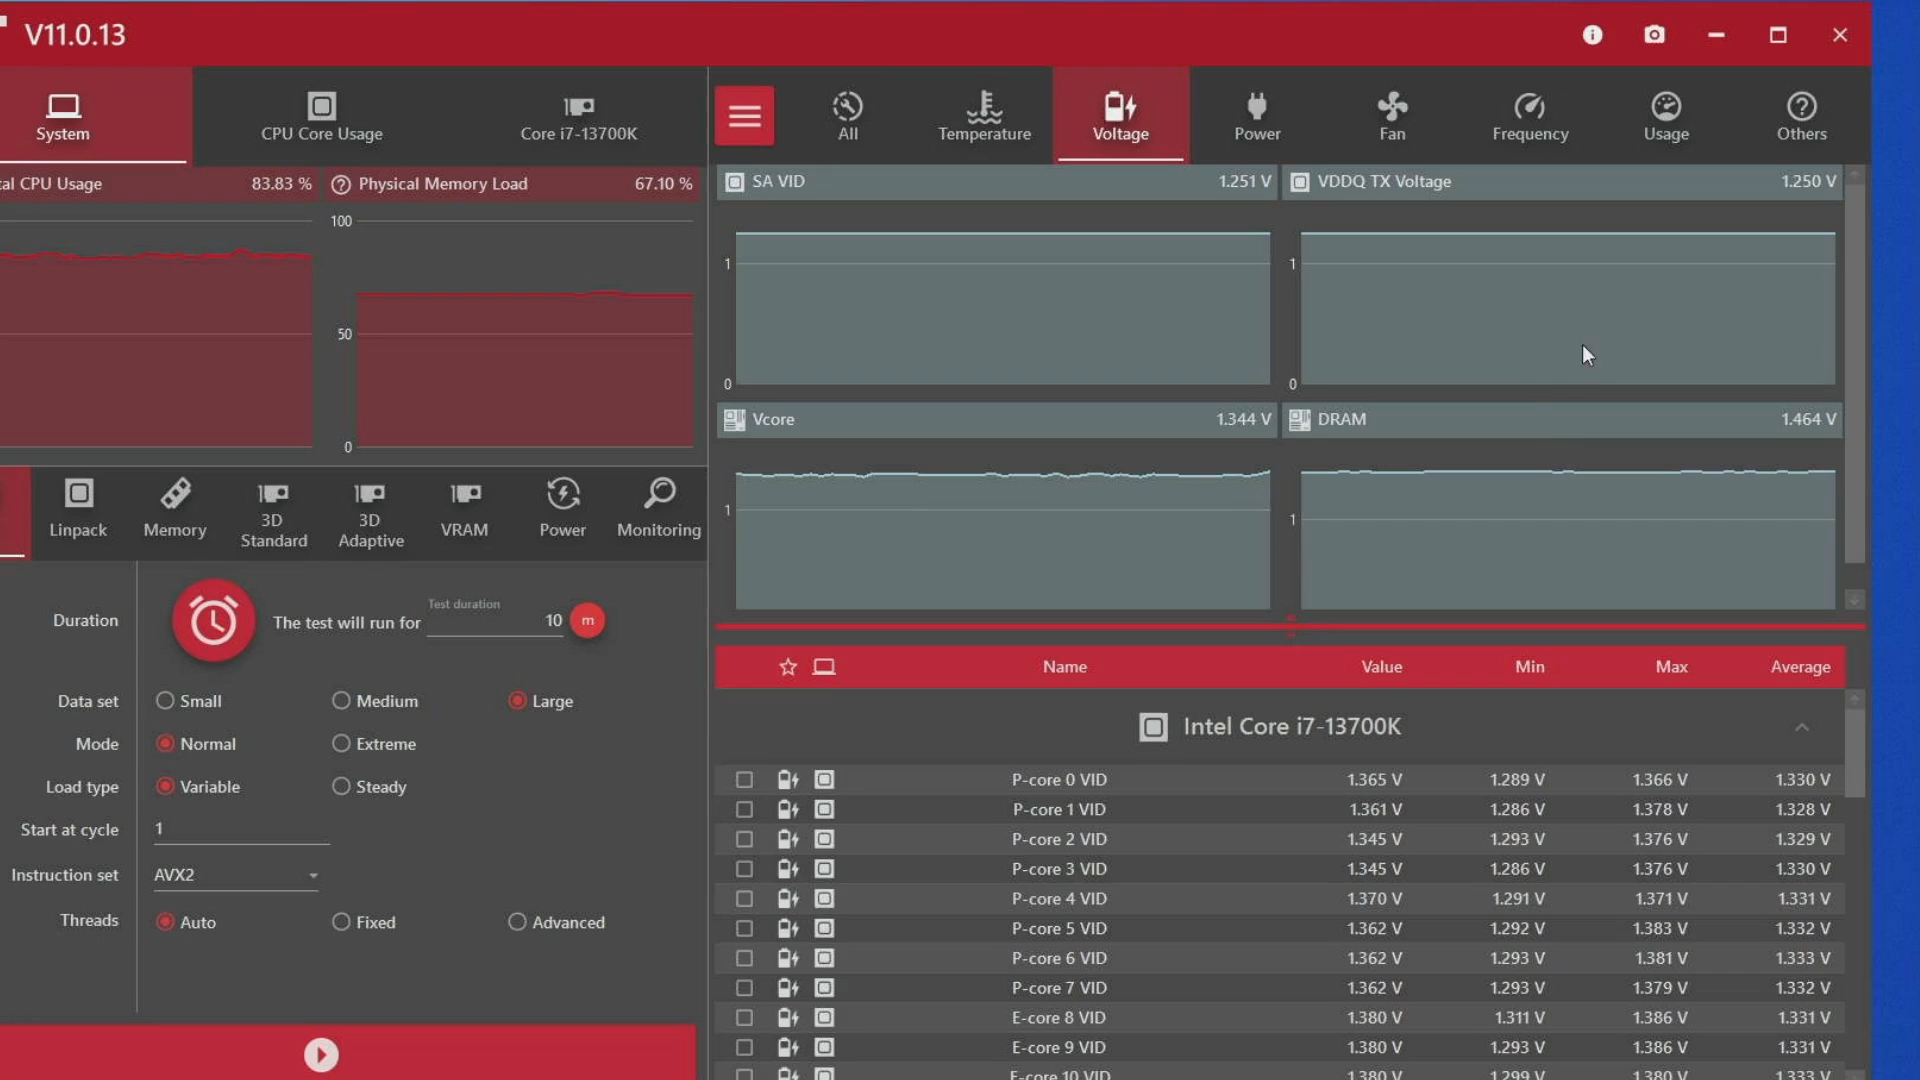 V11.0.13
System
CPU Core Usage
Core i7-13700K
All
Temperature
Voltage
Power
Fan
Frequency
Usage
Others
al CPU Usage 83.83 %
Physical Memory Load 67.10 %
100
50
0
SA VID 1.251 V
1
0
VDDQ TX Voltage 1.250 V
1
0
Vcore 1.344 V
1
DRAM 1.464 V
1
Linpack
Memory
3D
Standard
3D
Adaptive
VRAM
Power
Monitoring
Duration
The test will run for
Test duration
10
m
Data set Small Medium Large
Mode Normal Extreme
Load type Variable Steady
Start at cycle 1
Instruction set AVX2
Threads Auto Fixed Advanced
Name Value Min Max Average
Intel Core i7-13700K
P-core 0 VID 1.365 V 1.289 V 1.366 V 1.330 V
P-core 1 VID 1.361 V 1.286 V 1.378 V 1.328 V
P-core 2 VID 1.345 V 1.293 V 1.376 V 1.329 V
P-core 3 VID 1.345 V 1.286 V 1.376 V 1.330 V
P-core 4 VID 1.370 V 1.291 V 1.371 V 1.331 V
P-core 5 VID 1.362 V 1.292 V 1.383 V 1.332 V
P-core 6 VID 1.362 V 1.293 V 1.381 V 1.333 V
P-core 7 VID 1.362 V 1.293 V 1.379 V 1.332 V
E-core 8 VID 1.380 V 1.311 V 1.386 V 1.331 V
E-core 9 VID 1.380 V 1.293 V 1.386 V 1.331 V
E-core 10 VID 1.380 V 1.299 V 1.380 V 1.333 V